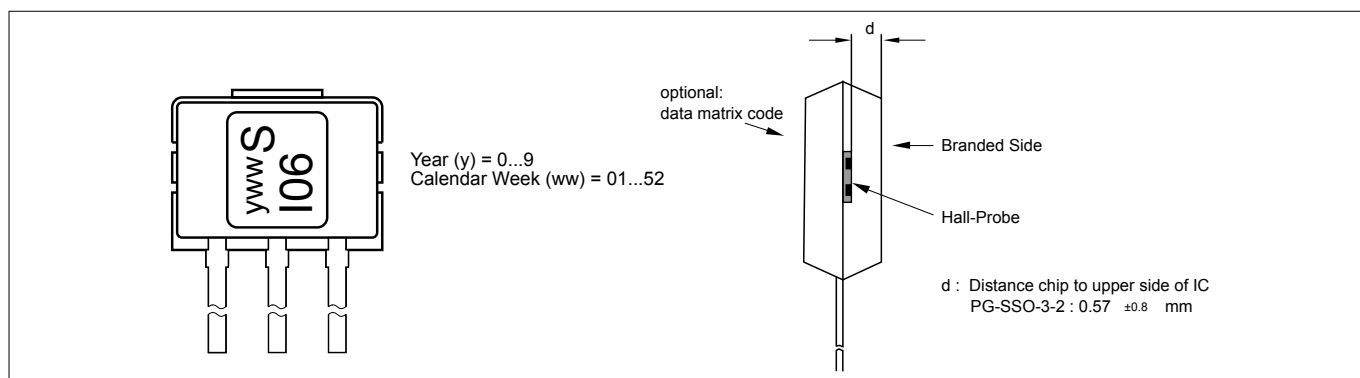 ywwS
I06
Year (y) = 0...9
Calendar Week (ww) = 01...52
d
optional:
data matrix code
Branded Side
Hall-Probe
d : Distance chip to upper side of IC
PG-SSO-3-2 : 0.57 ±0.8 mm